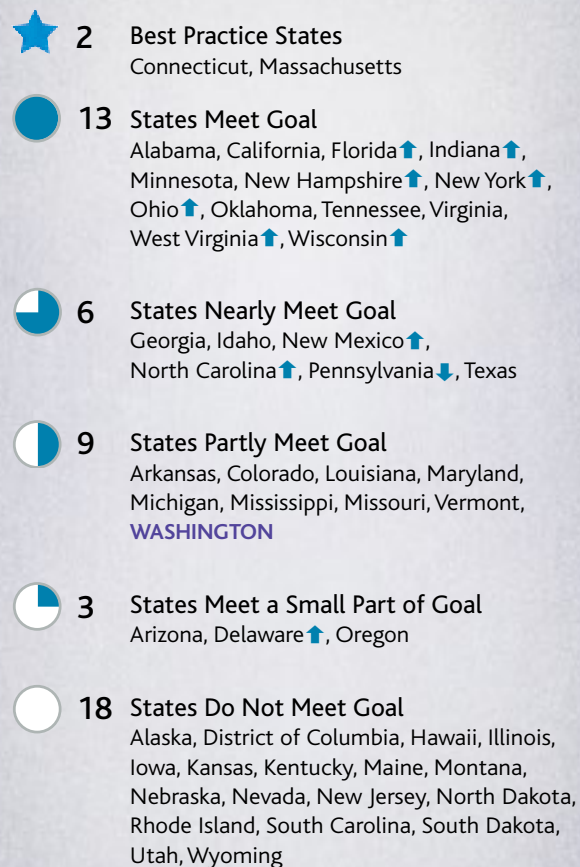 2 Best Practice States
Connecticut, Massachusetts
13 States Meet Goal
Alabama, California, Florida⬆, Indiana⬆,
Minnesota, New Hampshire⬆, New York⬆,
Ohio⬆, Oklahoma, Tennessee, Virginia,
West Virginia⬆, Wisconsin⬆
6 States Nearly Meet Goal
Georgia, Idaho, New Mexico⬆,
North Carolina⬆, Pennsylvania⬇, Texas
9 States Partly Meet Goal
Arkansas, Colorado, Louisiana, Maryland,
Michigan, Mississippi, Missouri, Vermont,
WASHINGTON
3 States Meet a Small Part of Goal
Arizona, Delaware⬆, Oregon
18 States Do Not Meet Goal
Alaska, District of Columbia, Hawaii, Illinois,
Iowa, Kansas, Kentucky, Maine, Montana,
Nebraska, Nevada, New Jersey, North Dakota,
Rhode Island, South Carolina, South Dakota,
Utah, Wyoming